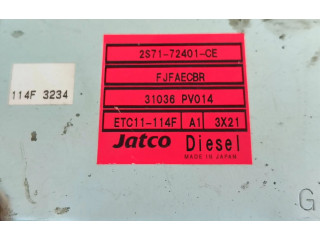 2S71-72401-CE
FJFAECBR
114F 3234
31036 PV014
ETC11-114F A1 3X21
Jatco Diesel
MADE IN JAPAN
G